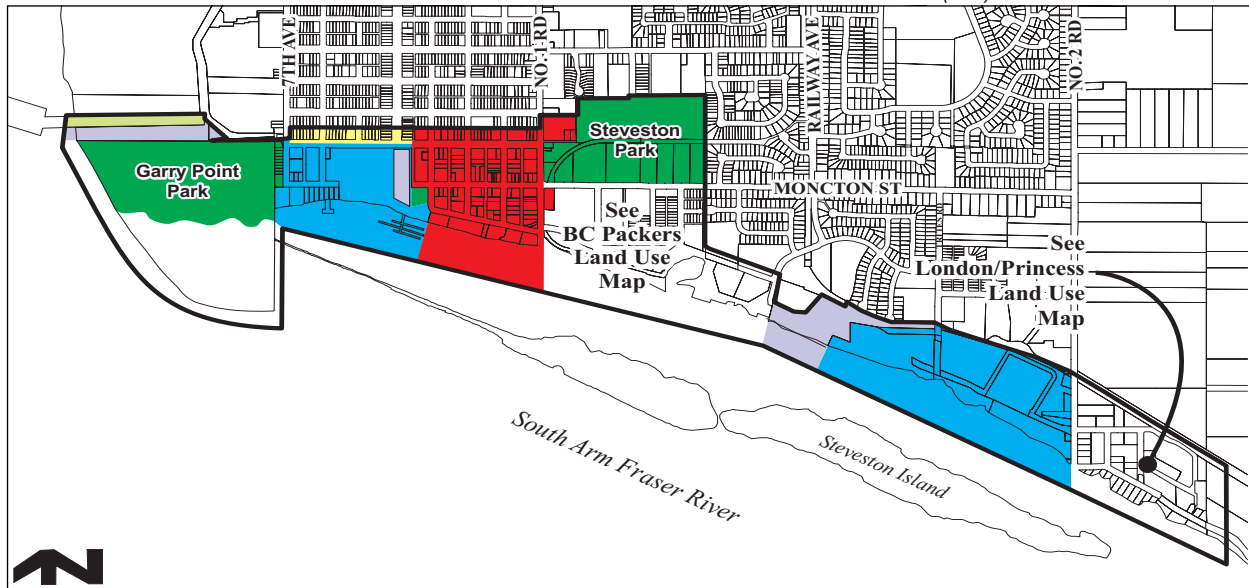 7TH AVE
NO.1 RD
RAILWAY AVE
NO.2 RD
Garry Point
Park
Steveston
Park
MONCTON ST
See
BC Packers
Land Use
Map
See
London/Princess
Land Use
Map
South Arm Fraser River
Steveston Island
N